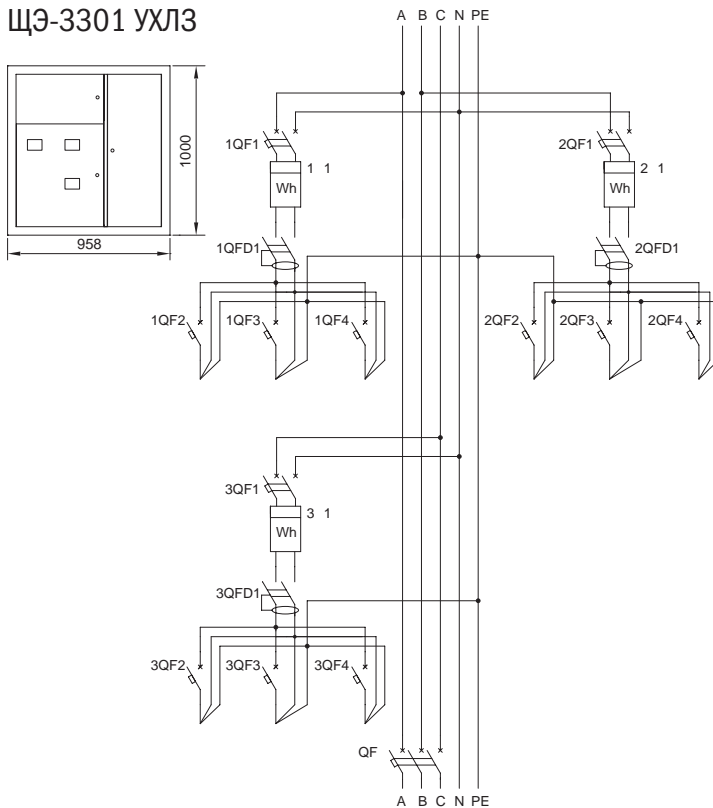 ЩЭ-3301 УХЛ3
A B C N PE
1000
958
1QF1
1 1
Wh
2QF1
2 1
Wh
1QFD1
2QFD1
1QF2 1QF3 1QF4
2QF2 2QF3 2QF4
3QF1
3 1
Wh
3QFD1
3QF2 3QF3 3QF4
QF
A B C N PE